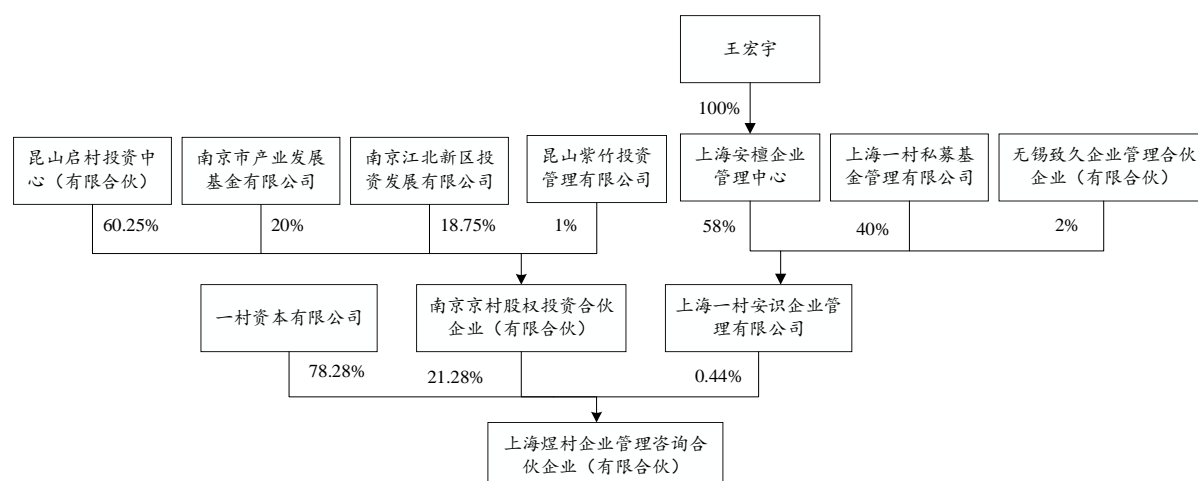 王宏宇
100%
昆山启村投资中
心（有限合伙）
南京市产业发展
基金有限公司
南京江北新区投
资发展有限公司
昆山紫竹投资
管理有限公司
上海安檀企业
管理中心
上海一村私募基
金管理有限公司
无锡致久企业管理合伙
企业（有限合伙）
60.25%
20%
18.75%
1%
58%
40%
2%
一村资本有限公司
南京京村股权投资合伙
企业（有限合伙）
上海一村安识企业管
理有限公司
78.28%
21.28%
0.44%
上海煜村企业管理咨询合
伙企业（有限合伙）